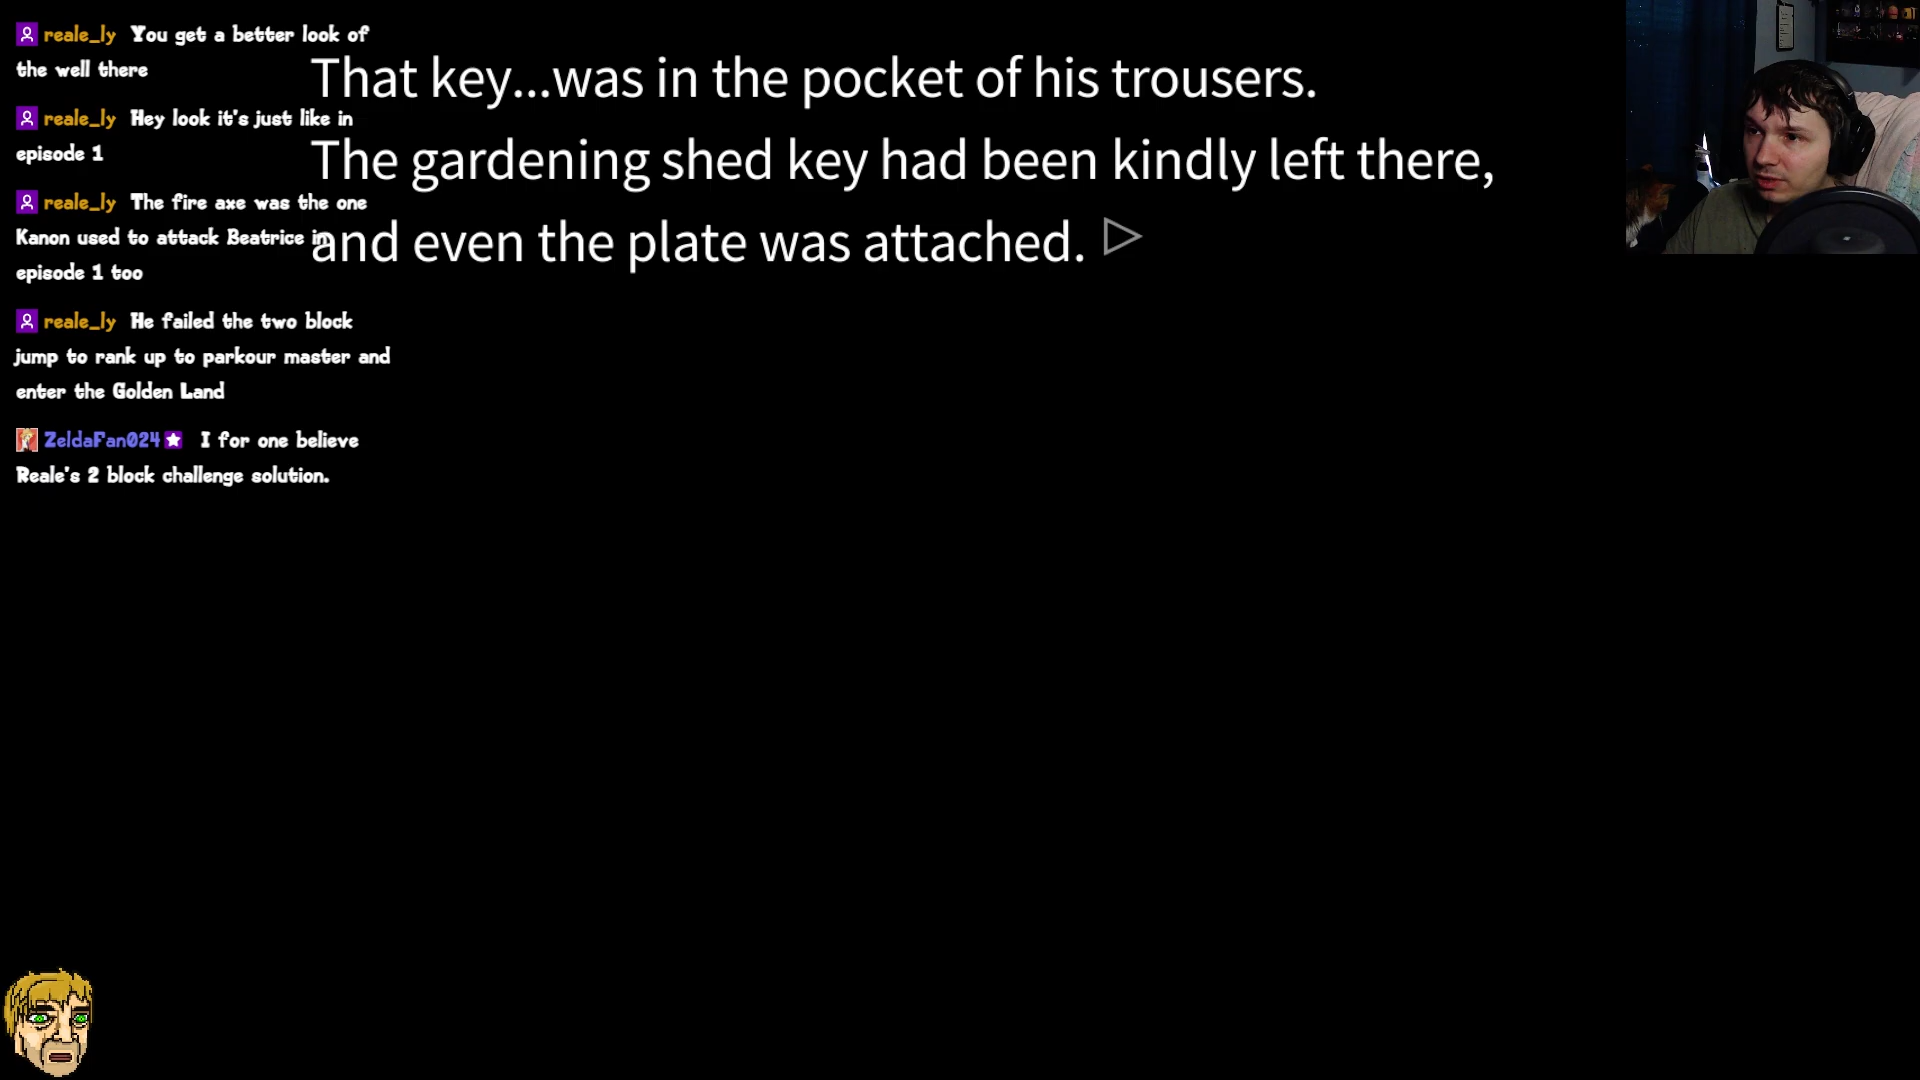 reale_ly You get a better look of
the well there
reale_ly Hey look it's just like in
episode 1
reale_ly The fire axe was the one
Kanon used to attack Beatrice in
episode 1 too
reale_ly He failed the two block
jump to rank up to parkour master and
enter the Golden Land
ZeldaFan024 I for one believe
Reale's 2 block challenge solution.
That key...was in the pocket of his trousers.
The gardening shed key had been kindly left there,
and even the plate was attached.